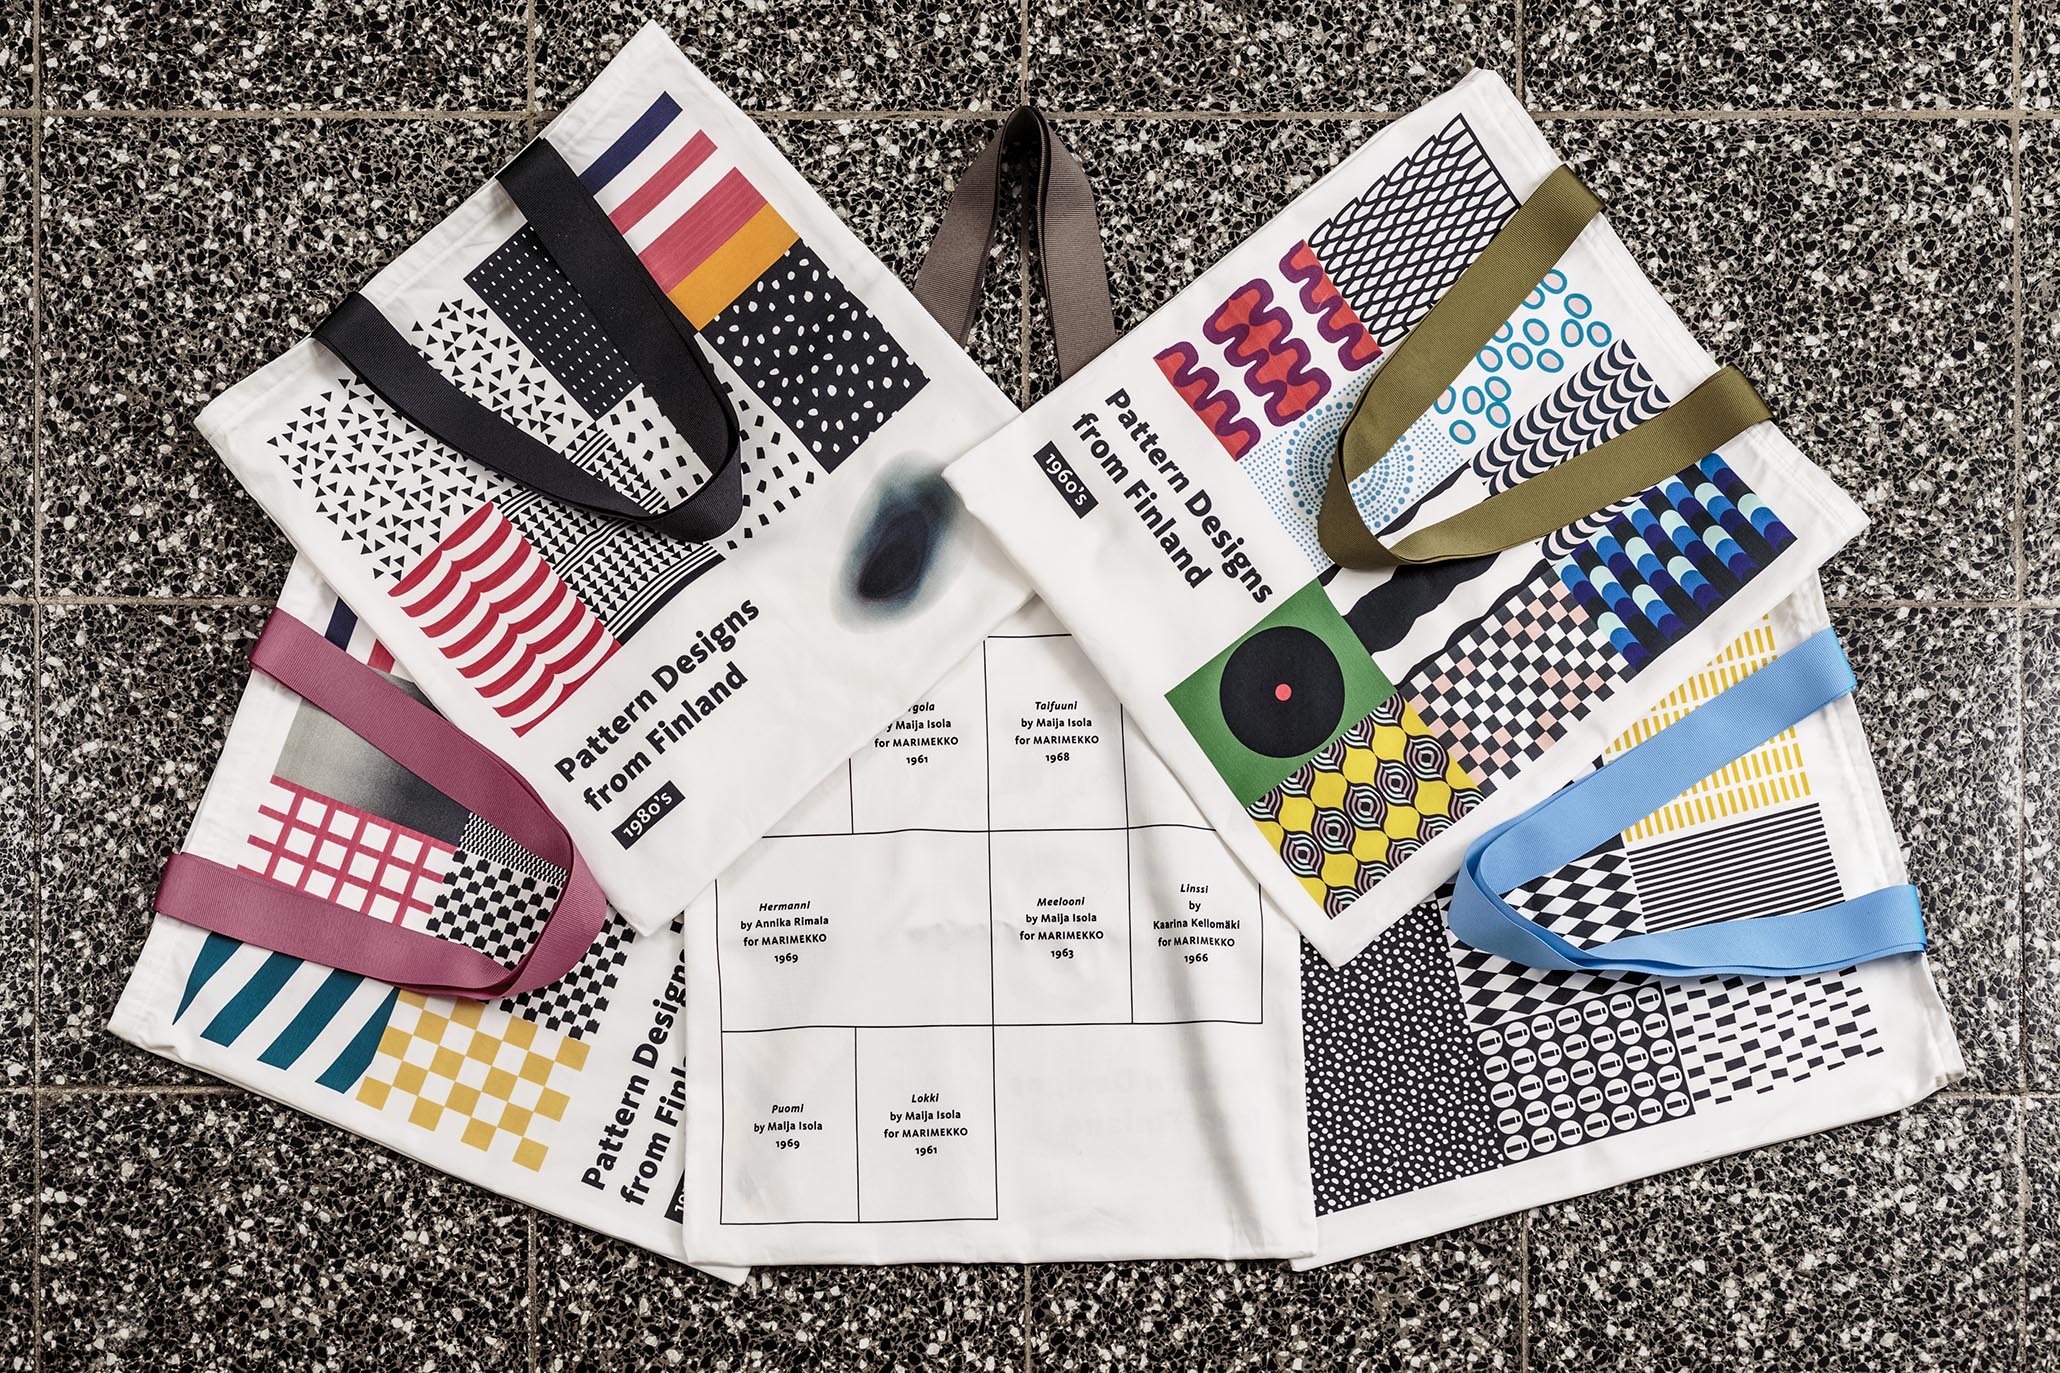 Pattern Designs
from Finland
1980's
Pattern Designs
from Finland
1960's
by Maija Isola
for MARIMEKKO
1961
Taifuuni
by Maija Isola
for MARIMEKKO
1968
Hermanni
by Annika Rimala
for MARIMEKKO
1969
Meelooni
by Maija Isola
for MARIMEKKO
1963
Linssi
by
Kaarina Kellomäki
for MARIMEKKO
1966
Puomi
by Maija Isola
1969
Lokki
by Maija Isola
for MARIMEKKO
1961
Pattern Designs
from